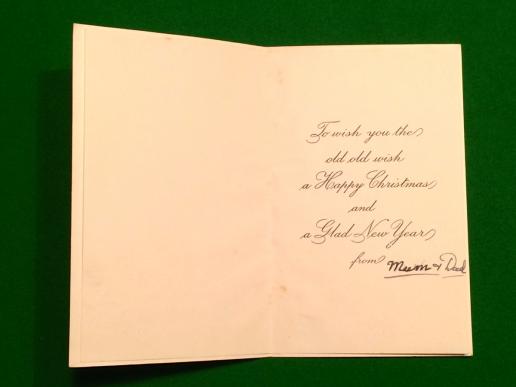 To wish you the
old old wish
a Happy Christmas
and
a Glad New Year
from Mum & Dad